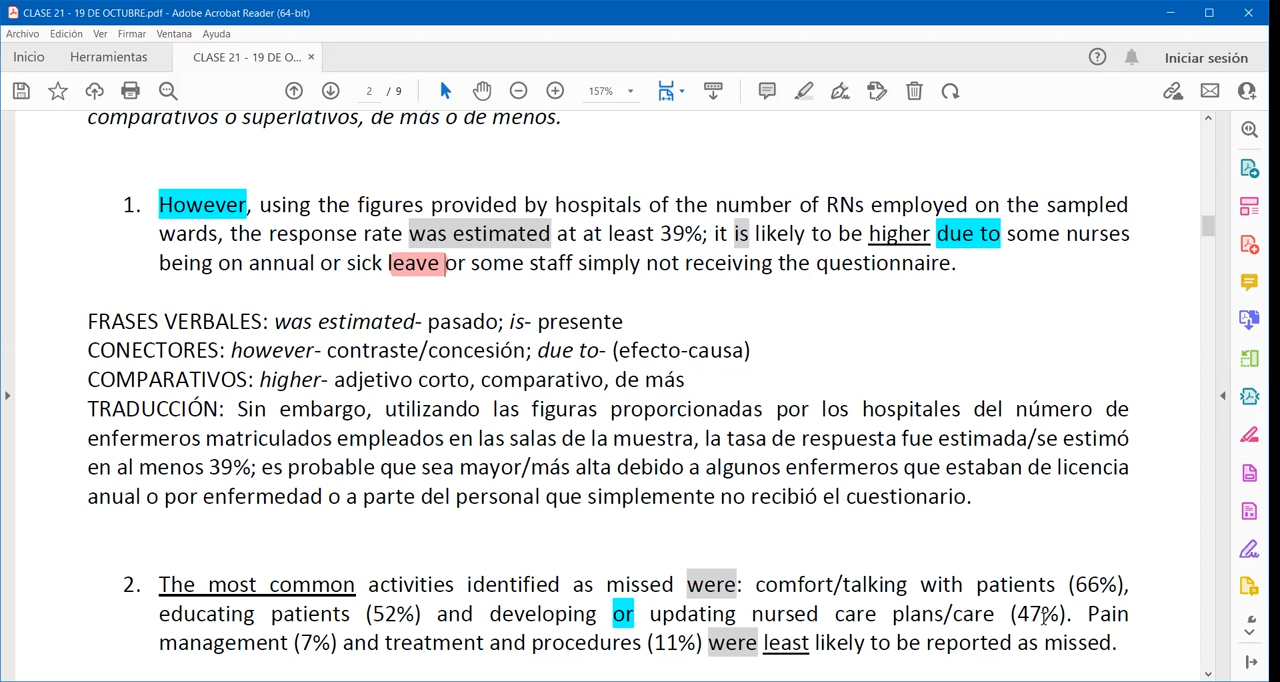 CLASE 21 - 19 DE OCTUBRE.pdf - Adobe Acrobat Reader (64-bit)
Archivo Edición Ver Firmar Ventana Ayuda
Inicio Herramientas CLASE 21 - 19 DE O... × Iniciar sesión
2 / 9 157%
comparativos o superlativos, de más o de menos.
1. However, using the figures provided by hospitals of the number of RNs employed on the sampled
wards, the response rate was estimated at at least 39%; it is likely to be higher due to some nurses
being on annual or sick leave or some staff simply not receiving the questionnaire.
FRASES VERBALES: was estimated- pasado; is- presente
CONECTORES: however- contraste/concesión; due to- (efecto-causa)
COMPARATIVOS: higher- adjetivo corto, comparativo, de más
TRADUCCIÓN: Sin embargo, utilizando las figuras proporcionadas por los hospitales del número de
enfermeros matriculados empleados en las salas de la muestra, la tasa de respuesta fue estimada/se estimó
en al menos 39%; es probable que sea mayor/más alta debido a algunos enfermeros que estaban de licencia
anual o por enfermedad o a parte del personal que simplemente no recibió el cuestionario.
2. The most common activities identified as missed were: comfort/talking with patients (66%),
educating patients (52%) and developing or updating nursed care plans/care (47%). Pain
management (7%) and treatment and procedures (11%) were least likely to be reported as missed.